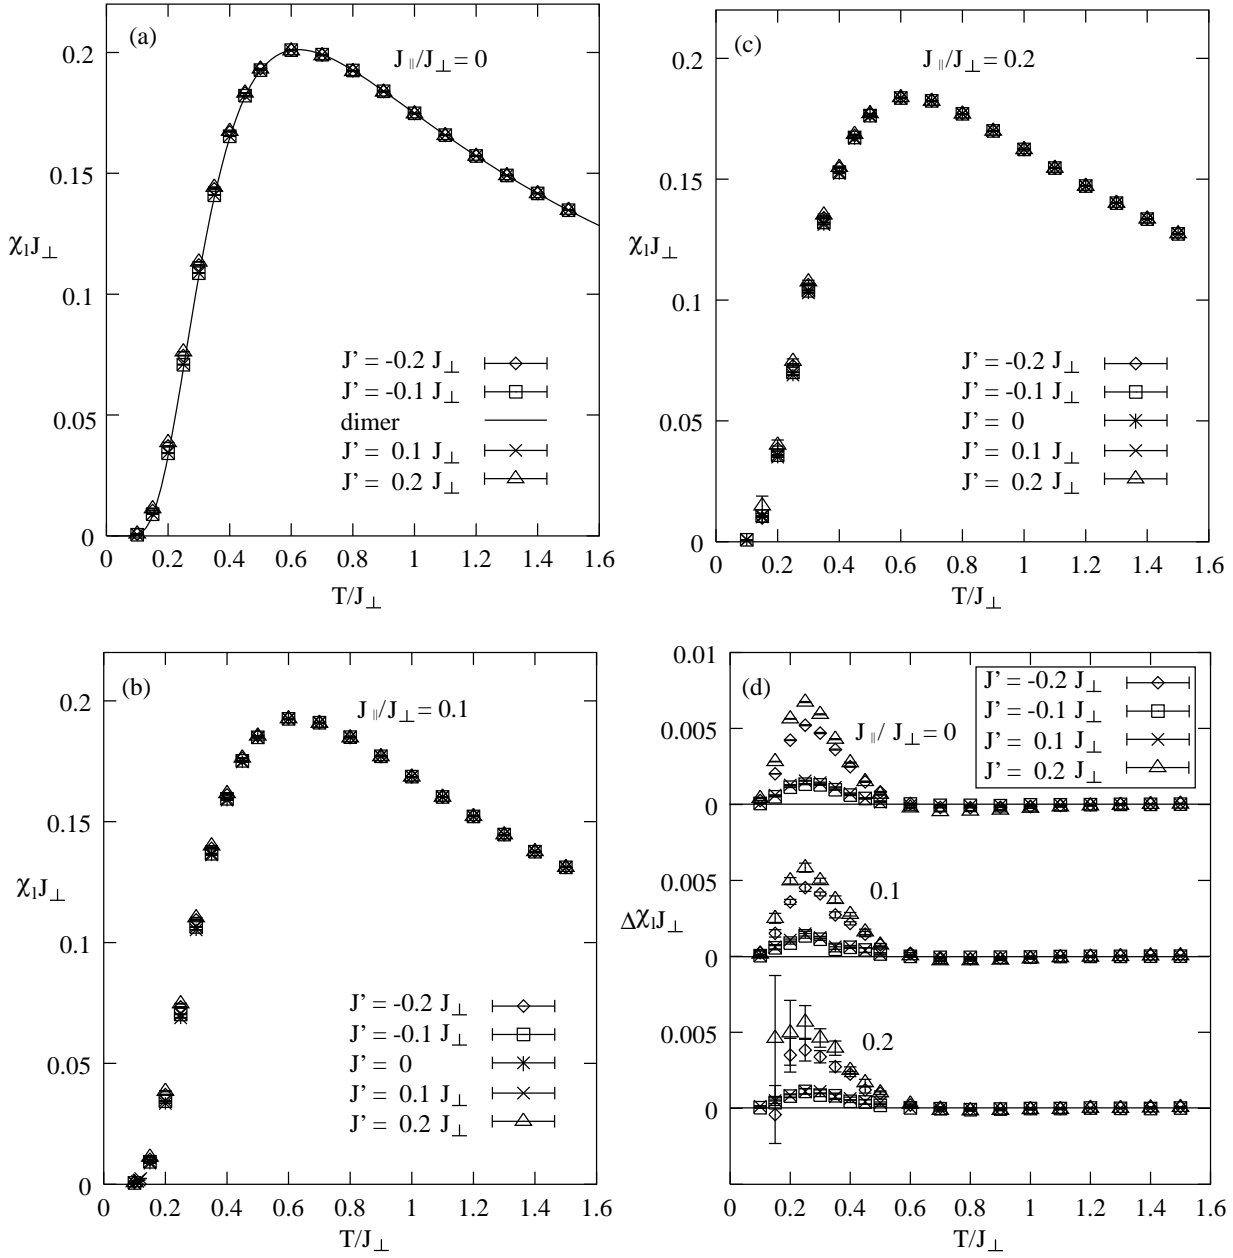 (a)
J∥/J⊥ = 0
0.2
0.15
χlJ⊥
0.1
0.05
0
J' = -0.2 J⊥
J' = -0.1 J⊥
dimer
J' = 0.1 J⊥
J' = 0.2 J⊥
0 0.2 0.4 0.6 0.8 1.0 1.2 1.4 1.6
T/J⊥
(c)
J∥/J⊥ = 0.2
0.2
0.15
χlJ⊥
0.1
0.05
0
J' = -0.2 J⊥
J' = -0.1 J⊥
J' = 0
J' = 0.1 J⊥
J' = 0.2 J⊥
0 0.2 0.4 0.6 0.8 1 1.2 1.4 1.6
T/J⊥
(b)
J∥/J⊥ = 0.1
0.2
0.15
χlJ⊥
0.1
0.05
0
J' = -0.2 J⊥
J' = -0.1 J⊥
J' = 0
J' = 0.1 J⊥
J' = 0.2 J⊥
0 0.2 0.4 0.6 0.8 1 1.2 1.4 1.6
T/J⊥
(d)
J' = -0.2 J⊥
J' = -0.1 J⊥
J' = 0.1 J⊥
J' = 0.2 J⊥
J∥/ J⊥ = 0
0.1
0.2
0.01
0.005
0
0.005
ΔχlJ⊥
0
0.005
0
0 0.2 0.4 0.6 0.8 1 1.2 1.4 1.6
T/J⊥